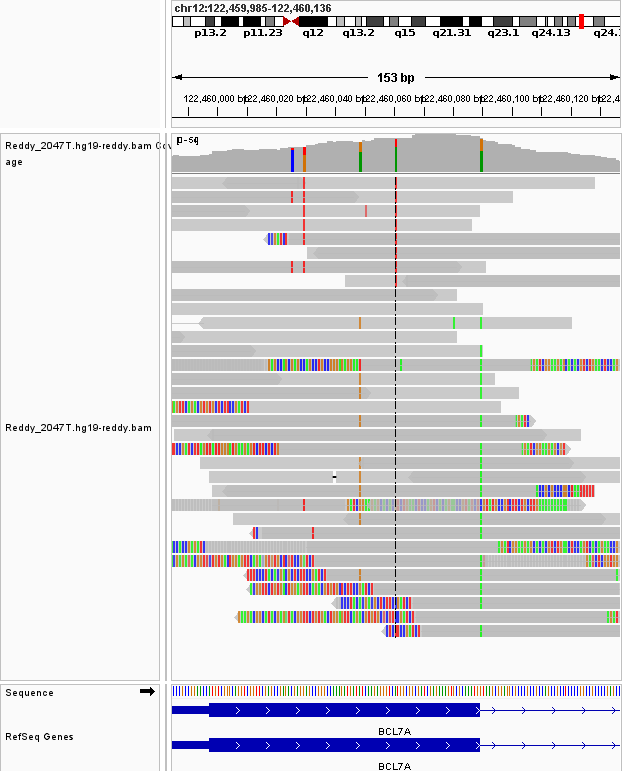 chr12:122,459,985-122,460,136
p13.2 p11.23 q12 q13.2 q15 q21.31 q23.1 q24.13 q24.
153 bp
122,460,000 bp 122,460,020 bp 122,460,040 bp 122,460,060 bp 122,460,080 bp 122,460,100 bp 122,460,120 bp 122,4
Reddy_2047T.hg19-reddy.bam Cov
age
[0-54]
Reddy_2047T.hg19-reddy.bam
Sequence
BCL7A
RefSeq Genes
BCL7A